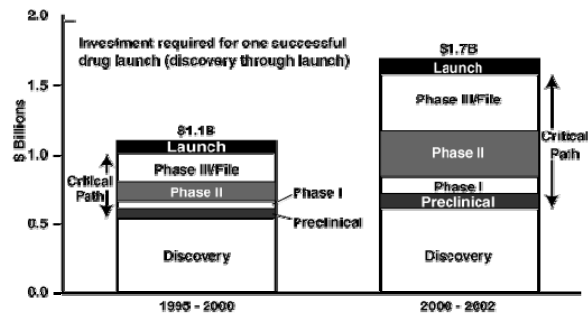 2.0
1.5
1.0
0.5
0.0
$ Billions
Investment required for one successful
drug launch (discovery through launch)
$1.1B
Launch
Phase III/File
Phase II
Phase I
Preclinical
Discovery
Critical
Path
1995 - 2000
$1.7B
Launch
Phase III/File
Phase II
Phase I
Preclinical
Discovery
Critical
Path
2000 - 2002